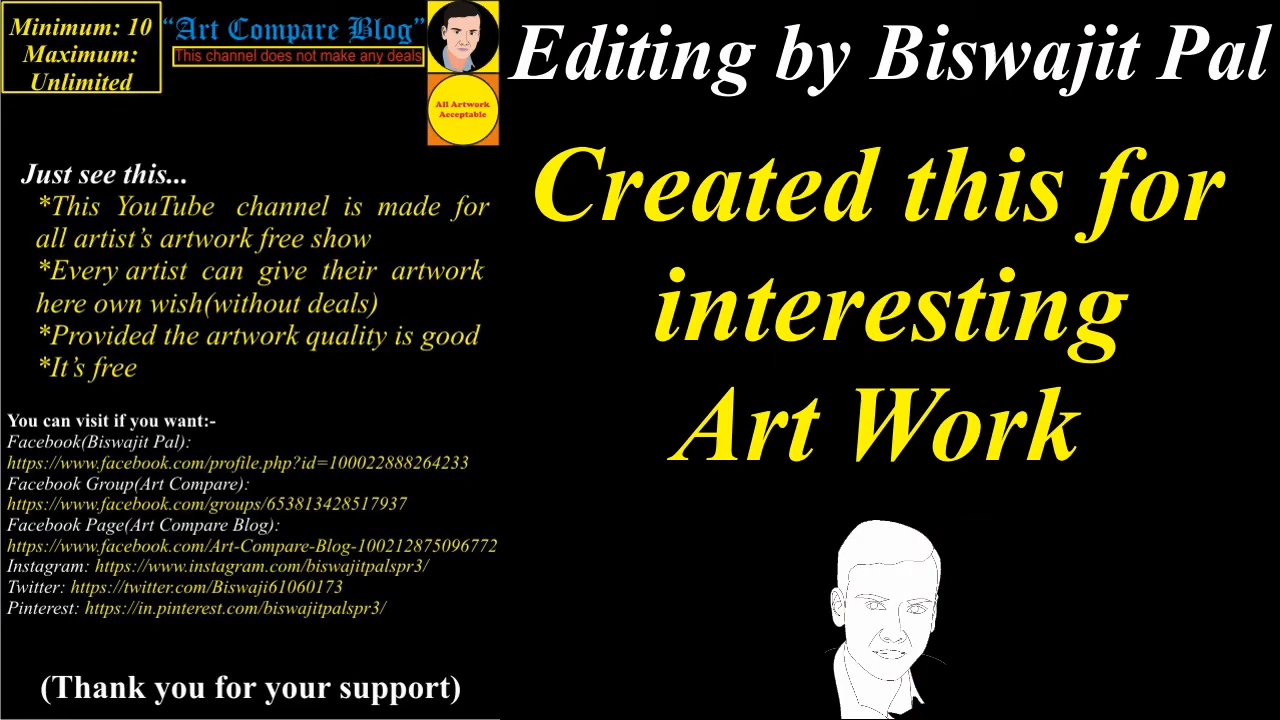 Minimum: 10
Maximum:
Unlimited
“Art Compare Blog”
This channel does not make any deals
All Artwork
Acceptable
Just see this...
*This YouTube channel is made for
all artist’s artwork free show
*Every artist can give their artwork
here own wish(without deals)
*Provided the artwork quality is good
*It’s free
You can visit if you want:-
Facebook(Biswajit Pal):
https://www.facebook.com/profile.php?id=100022888264233
Facebook Group(Art Compare):
https://www.facebook.com/groups/653813428517937
Facebook Page(Art Compare Blog):
https://www.facebook.com/Art-Compare-Blog-100212875096772
Instagram: https://www.instagram.com/biswajitpalspr3/
Twitter: https://twitter.com/Biswaji61060173
Pinterest: https://in.pinterest.com/biswajitpalspr3/
(Thank you for your support)
Editing by Biswajit Pal
Created this for
interesting
Art Work